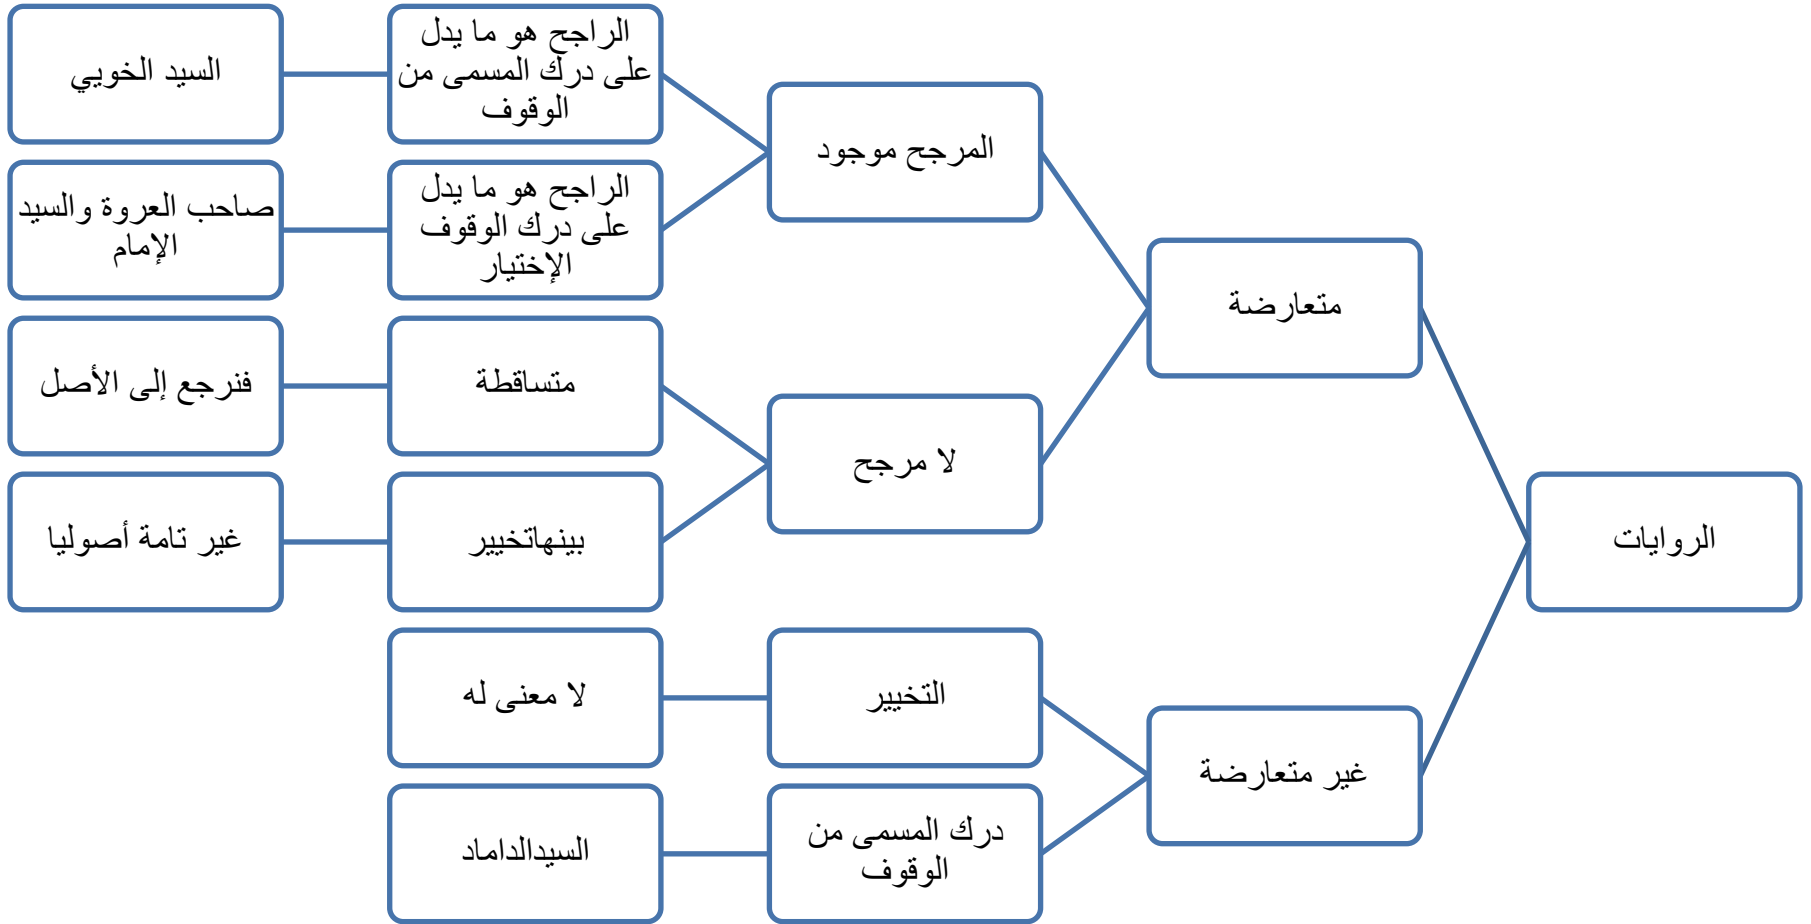 الروايات
متعارضة
المرجح موجود
الراجح هو ما يدل
على درك المسمى من
الوقوف
السيد الخويي
الراجح هو ما يدل
على درك الوقوف
الإختيار
صاحب العروة والسيد
الإمام
لا مرجح
متساقطة
فنرجع إلى الأصل
بينهاتخيير
غير تامة أصوليا
غير متعارضة
التخيير
لا معنى له
درك المسمى من
الوقوف
السيدالداماد